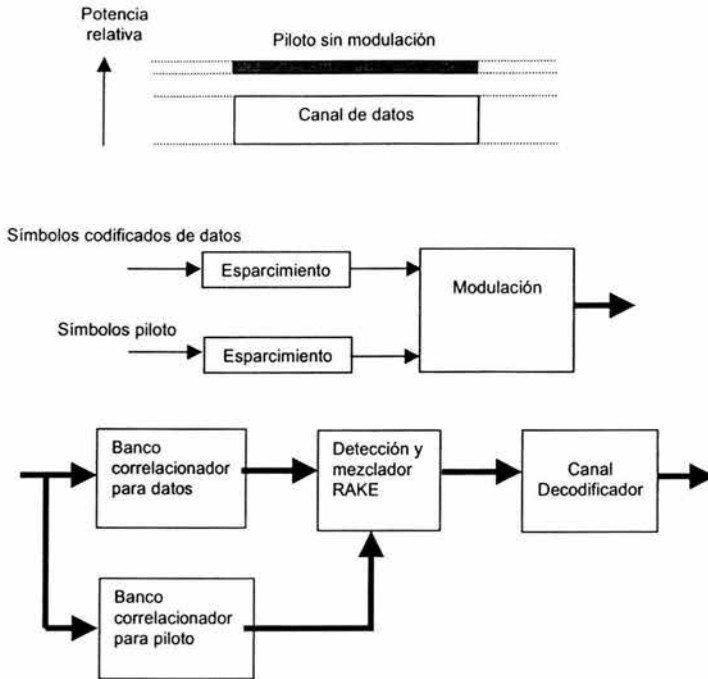 Potencia
relativa
Piloto sin modulación
Canal de datos
Símbolos codificados de datos
Esparcimiento
Modulación
Símbolos piloto
Esparcimiento
Banco
correlacionador
para datos
Detección y
mezclador
RAKE
Canal
Decodificador
Banco
correlacionador
para piloto